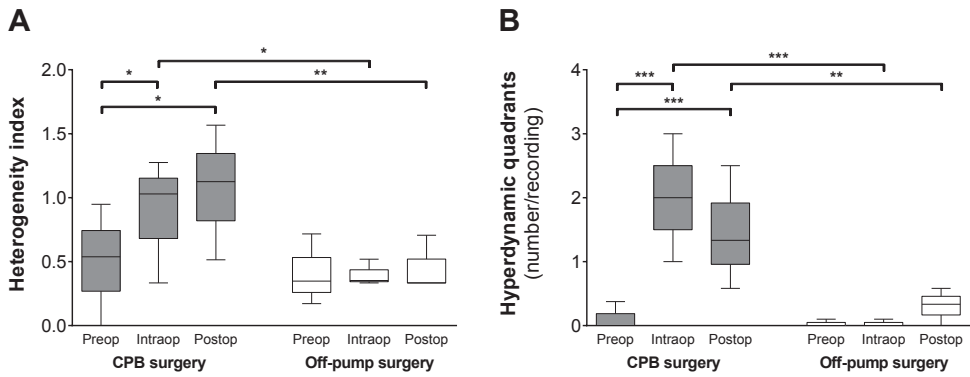 A
Heterogeneity index
2.0
1.5
1.0
0.5
0.0
*
*
*
**
Preop Intraop Postop Preop Intraop Postop
CPB surgery Off-pump surgery
B
Hyperdynamic quadrants
(number/recording)
4
3
2
1
0
***
***
***
**
Preop Intraop Postop Preop Intraop Postop
CPB surgery Off-pump surgery